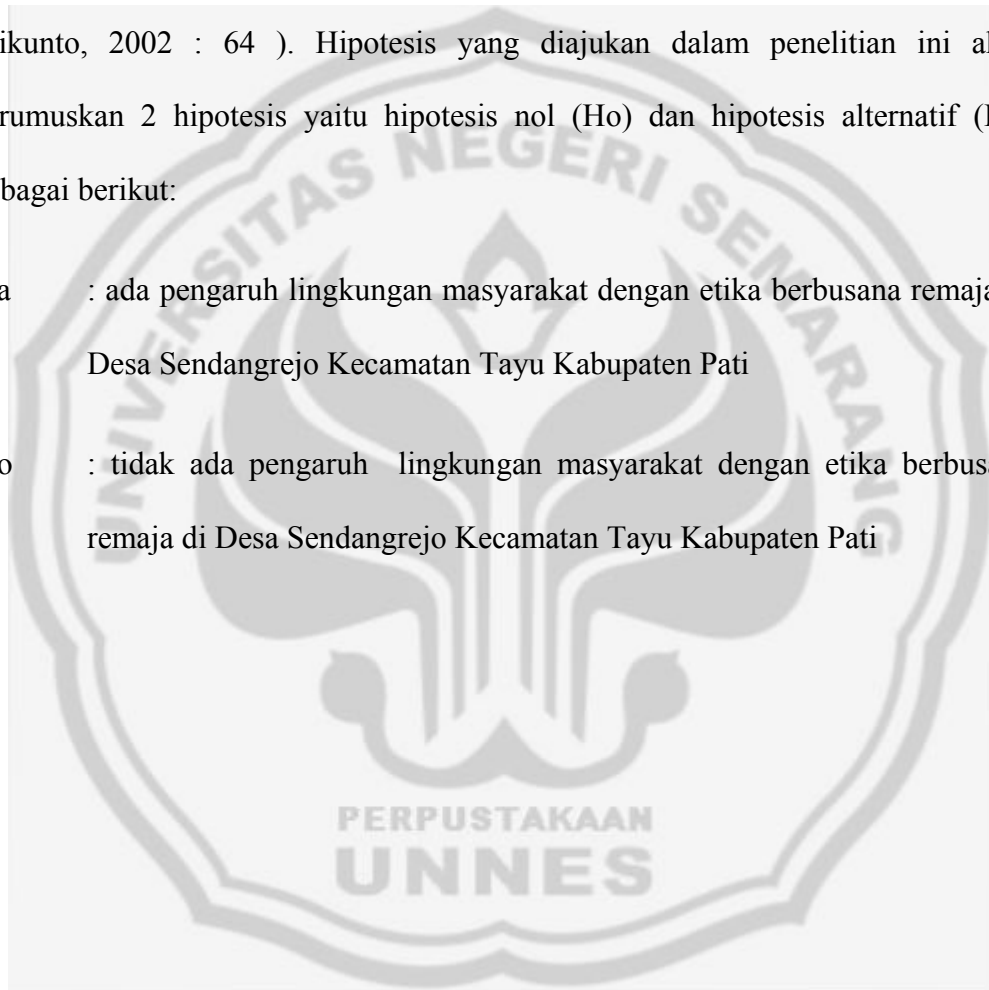 ikunto, 2002 : 64 ). Hipotesis yang diajukan dalam penelitian ini al
rumuskan 2 hipotesis yaitu hipotesis nol (Ho) dan hipotesis alternatif (
bagai berikut:
a : ada pengaruh lingkungan masyarakat dengan etika berbusana remaja
Desa Sendangrejo Kecamatan Tayu Kabupaten Pati
o : tidak ada pengaruh lingkungan masyarakat dengan etika berbusa
remaja di Desa Sendangrejo Kecamatan Tayu Kabupaten Pati
UNIVERSITAS NEGERI SEMARANG
PERPUSTAKAAN
UNNES